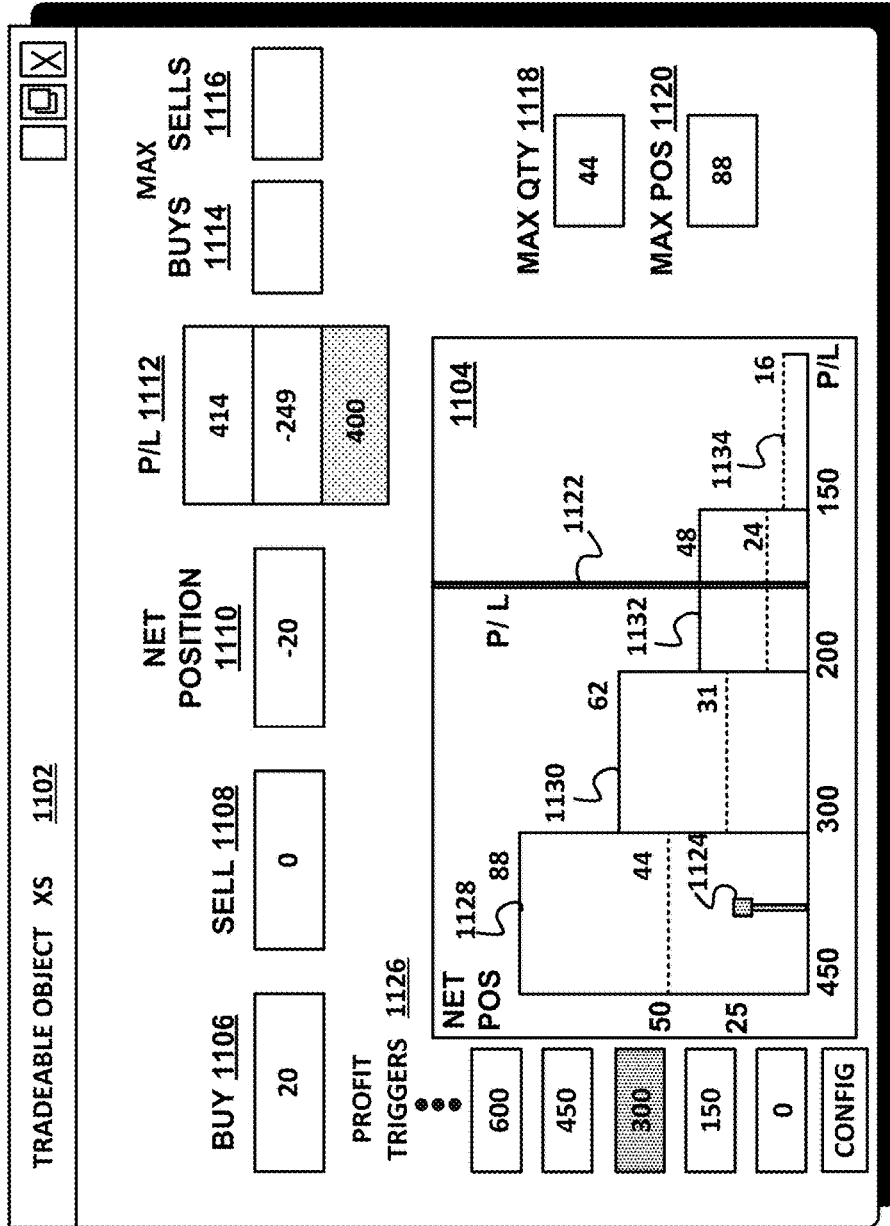 TRADEABLE OBJECT XS 1102
X
BUY 1106
20
SELL 1108
0
NET
POSITION
1110
-20
P/L 1112
414
-249
400
MAX
BUYS
1114
SELLS
1116
PROFIT
TRIGGERS 1126
600
450
300
150
0
CONFIG
NET
POS
50
25
1128
88
44
1124
1130
62
31
P/L
1132
1122
48
24
1104
1134
16
450
300
200
150
P/L
MAX QTY 1118
44
MAX POS 1120
88